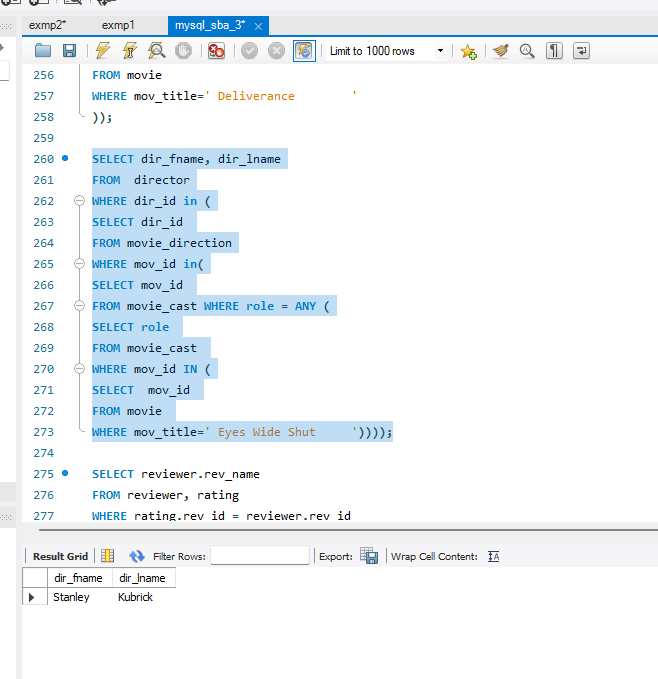 exmp2* exmp1 mysql_sba_3*
Limit to 1000 rows
256 FROM movie
257 WHERE mov_title=' Deliverance        '
258 ));
259
260 SELECT dir_fname, dir_lname
261 FROM  director
262 WHERE dir_id in (
263 SELECT dir_id
264 FROM movie_direction
265 WHERE mov_id in(
266 SELECT mov_id
267 FROM movie_cast WHERE role = ANY (
268 SELECT role
269 FROM movie_cast
270 WHERE mov_id IN (
271 SELECT  mov_id
272 FROM movie
273 WHERE mov_title=' Eyes Wide Shut     '))));
274
275 SELECT reviewer.rev_name
276 FROM reviewer, rating
277 WHERE rating.rev_id = reviewer.rev_id
Result Grid Filter Rows: Export: Wrap Cell Content:
dir_fname dir_lname
Stanley Kubrick